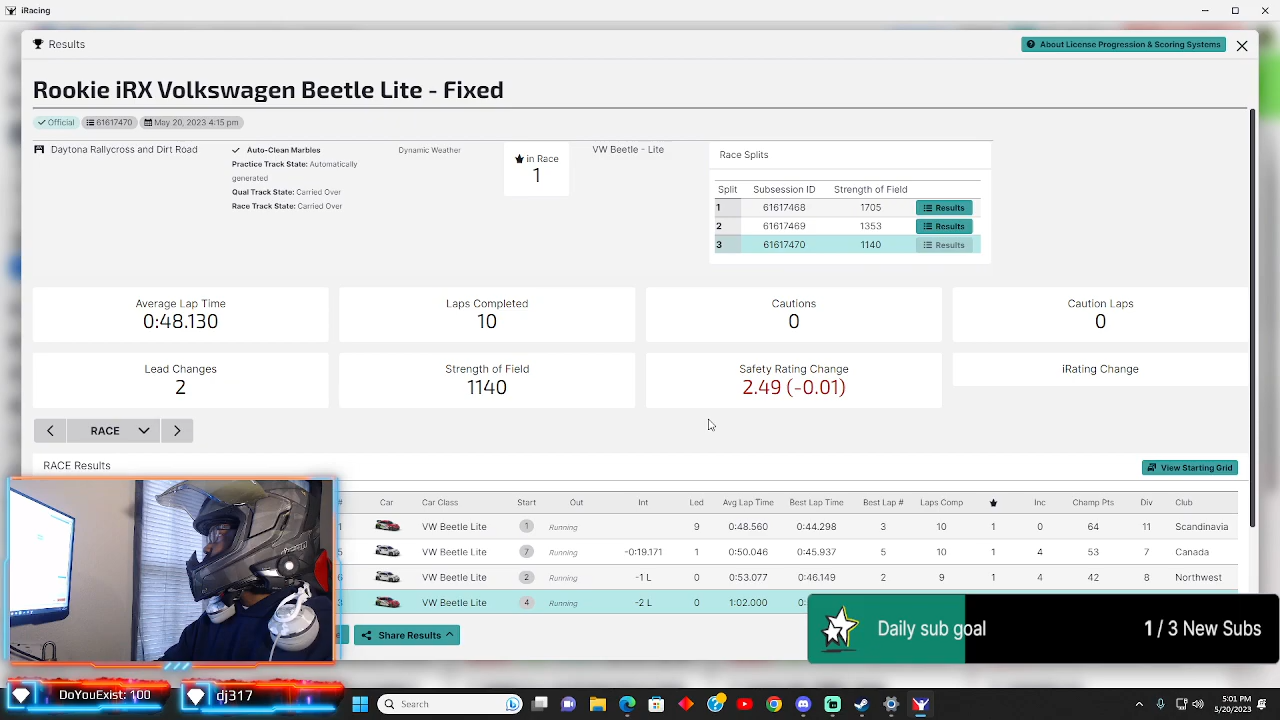 iRacing
Results
About License Progression & Scoring Systems
Rookie iRX Volkswagen Beetle Lite - Fixed
Official 61617470 May 20, 2023 4:15 pm
Daytona Rallycross and Dirt Road
Auto-Clean Marbles
Practice Track State: Automatically
generated
Qual Track State: Carried Over
Race Track State: Carried Over
Dynamic Weather
in Race
1
VW Beetle - Lite
Race Splits
Split Subsession ID Strength of Field
1 61617468 1705 Results
2 61617469 1353 Results
3 61617470 1140 Results
Average Lap Time
0:48.130
Laps Completed
10
Cautions
0
Caution Laps
0
Lead Changes
2
Strength of Field
1140
Safety Rating Change
2.49 (-0.01)
iRating Change
RACE
RACE Results
View Starting Grid
# Car Car Class Start Out Int Led Avg Lap Time Best Lap Time Best Lap # Laps Comp Inc Champ Pts Div Club
1 VW Beetle Lite 1 Running 9 0:48.560 0:44.298 3 10 1 0 64 11 Scandinavia
5 VW Beetle Lite 7 Running -0:19.171 1 0:50.046 0:45.937 5 10 1 4 53 7 Canada
VW Beetle Lite 2 Running -1 L 0 0:53.077 0:46.149 2 9 1 4 42 6 Northwest
VW Beetle Lite 4 Running -2 L 0 1:02.000
Share Results
Daily sub goal 1 / 3 New Subs
DoYouExist: 100
dj317
Search
5:01 PM
5/20/2023